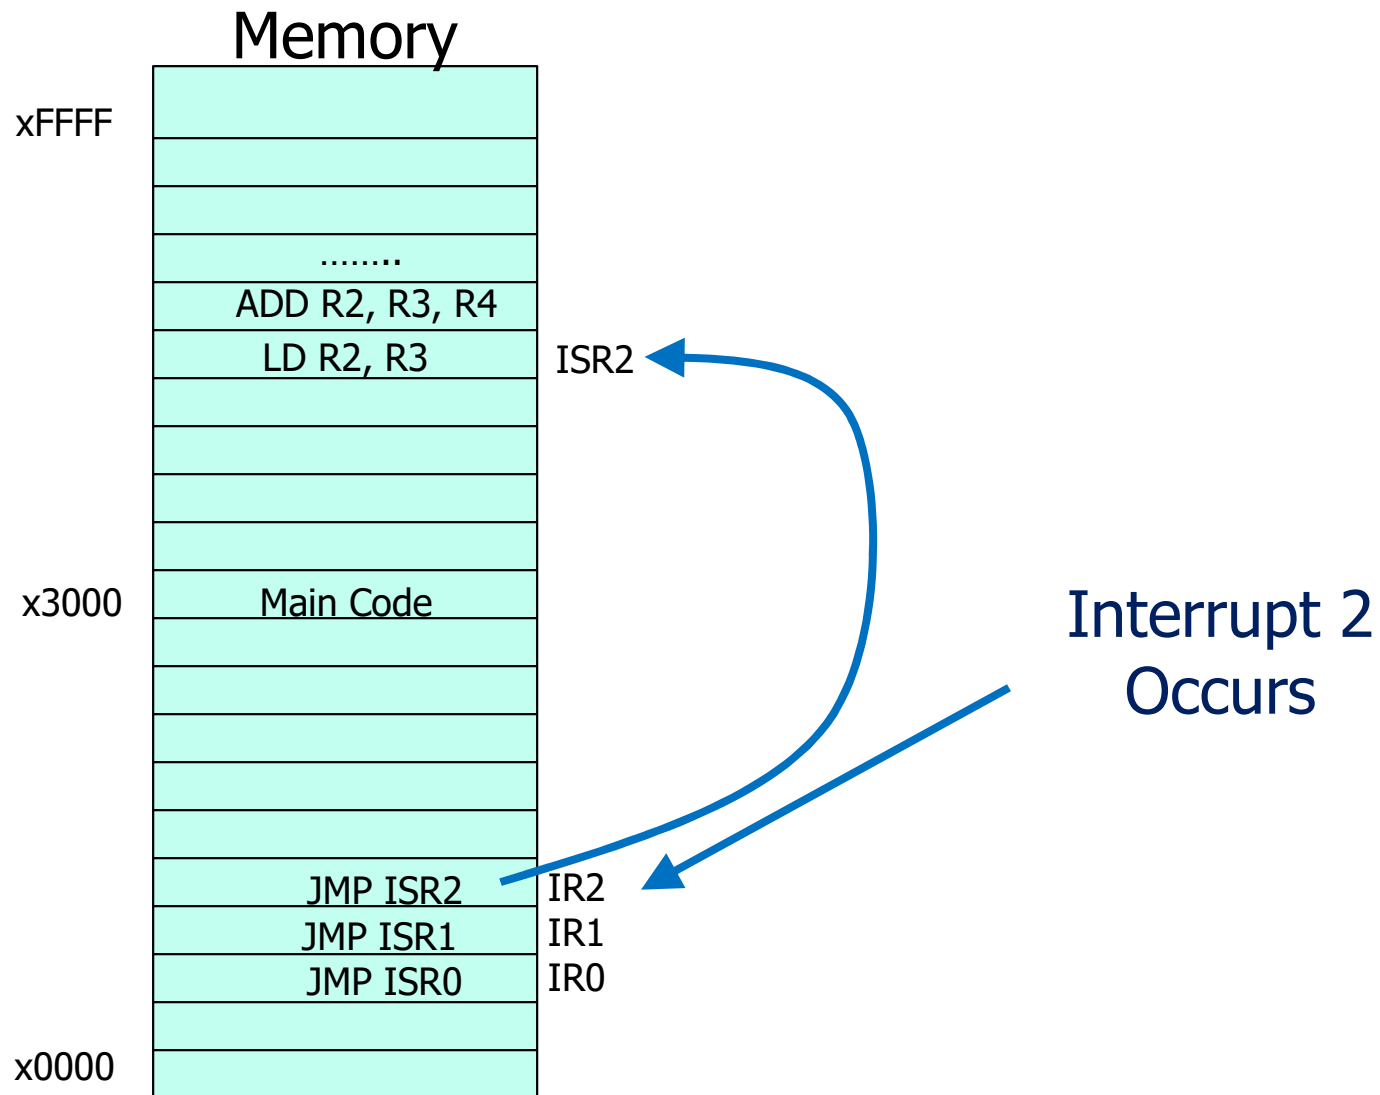 Memory
xFFFF
........
ADD R2, R3, R4
LD R2, R3
ISR2
x3000
Main Code
Interrupt 2
Occurs
JMP ISR2
IR2
JMP ISR1
IR1
JMP ISR0
IR0
x0000